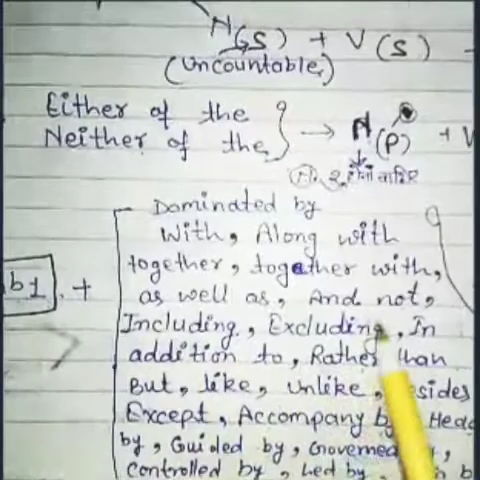 N(S) + V(S)
(Uncountable)
Either of the
Neither of the } → N(P) + V
Dominated by
With, Along with
together, together with,
b1 + as well as, And not,
Including, Excluding, In
addition to, Rather than
But, like, unlike, esides
Except, Accompany by Head
by, Guided by, Governed,
controlled by, Led by, b